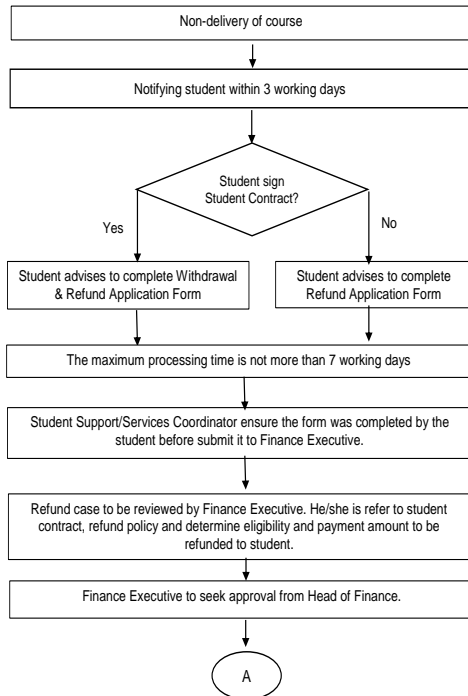 Non-delivery of course
Notifying student within 3 working days
Student sign
Student Contract?
Yes
No
Student advises to complete Withdrawal
& Refund Application Form
Student advises to complete
Refund Application Form
The maximum processing time is not more than 7 working days
Student Support/Services Coordinator ensure the form was completed by the
student before submit it to Finance Executive.
Refund case to be reviewed by Finance Executive. He/she is refer to student
contract, refund policy and determine eligibility and payment amount to be
refunded to student.
Finance Executive to seek approval from Head of Finance.
A